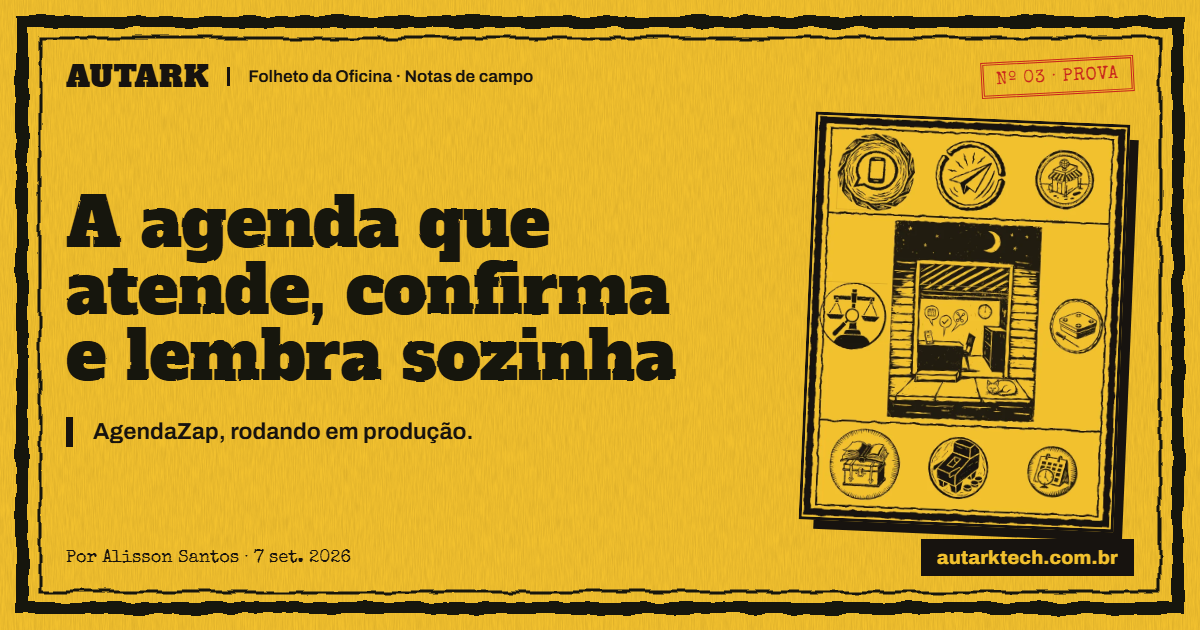 AUTARK
Folheto da Oficina · Notas de campo
Nº 03 · PROVA
A agenda que
atende, confirma
e lembra sozinha
AgendaZap, rodando em produção.
Por Alisson Santos · 7 set. 2026
autarktech.com.br